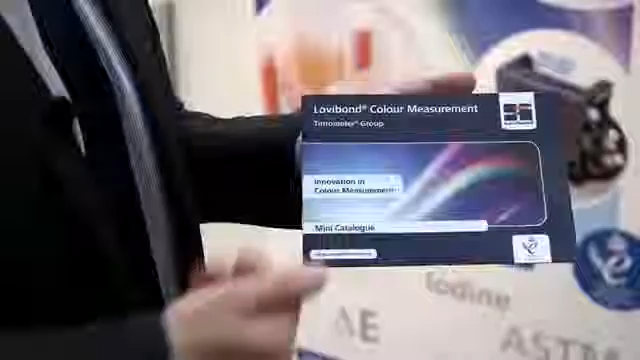 Lovibond® Colour Measurement
Tintometer® Group
Innovation in
Colour Measurement
Mini Catalogue
Iodine
AE
ASTM